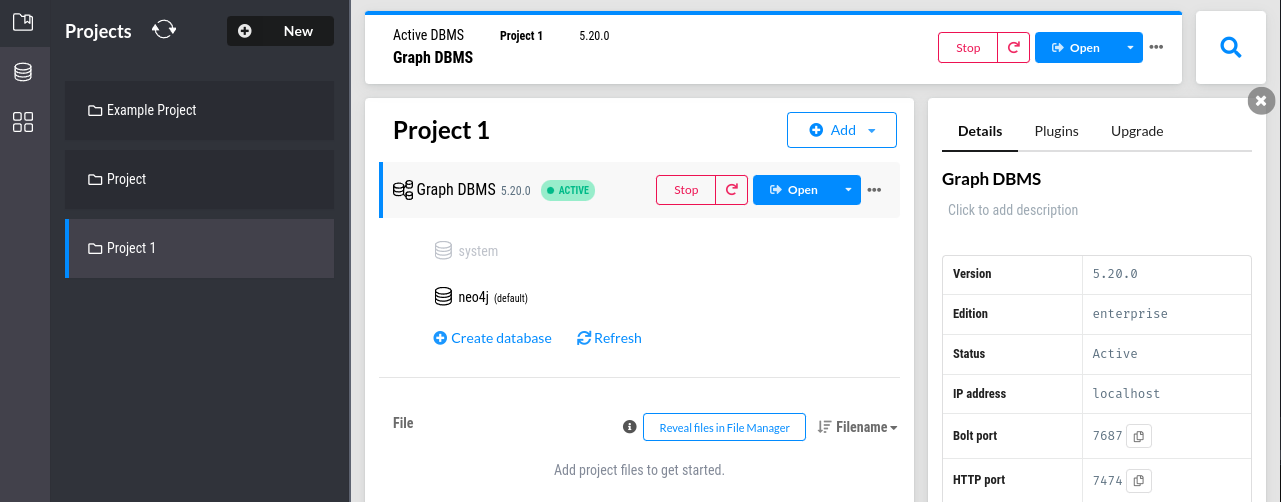 Projects
New
Example Project
Project
Project 1
Active DBMS Project 1 5.20.0
Graph DBMS
Stop Open
Project 1
Add
Graph DBMS 5.20.0 ACTIVE Stop Open
system
neo4j (default)
Create database Refresh
File Reveal files in File Manager Filename
Add project files to get started.
Details Plugins Upgrade
Graph DBMS
Click to add description
Version 5.20.0
Edition enterprise
Status Active
IP address localhost
Bolt port 7687
HTTP port 7474